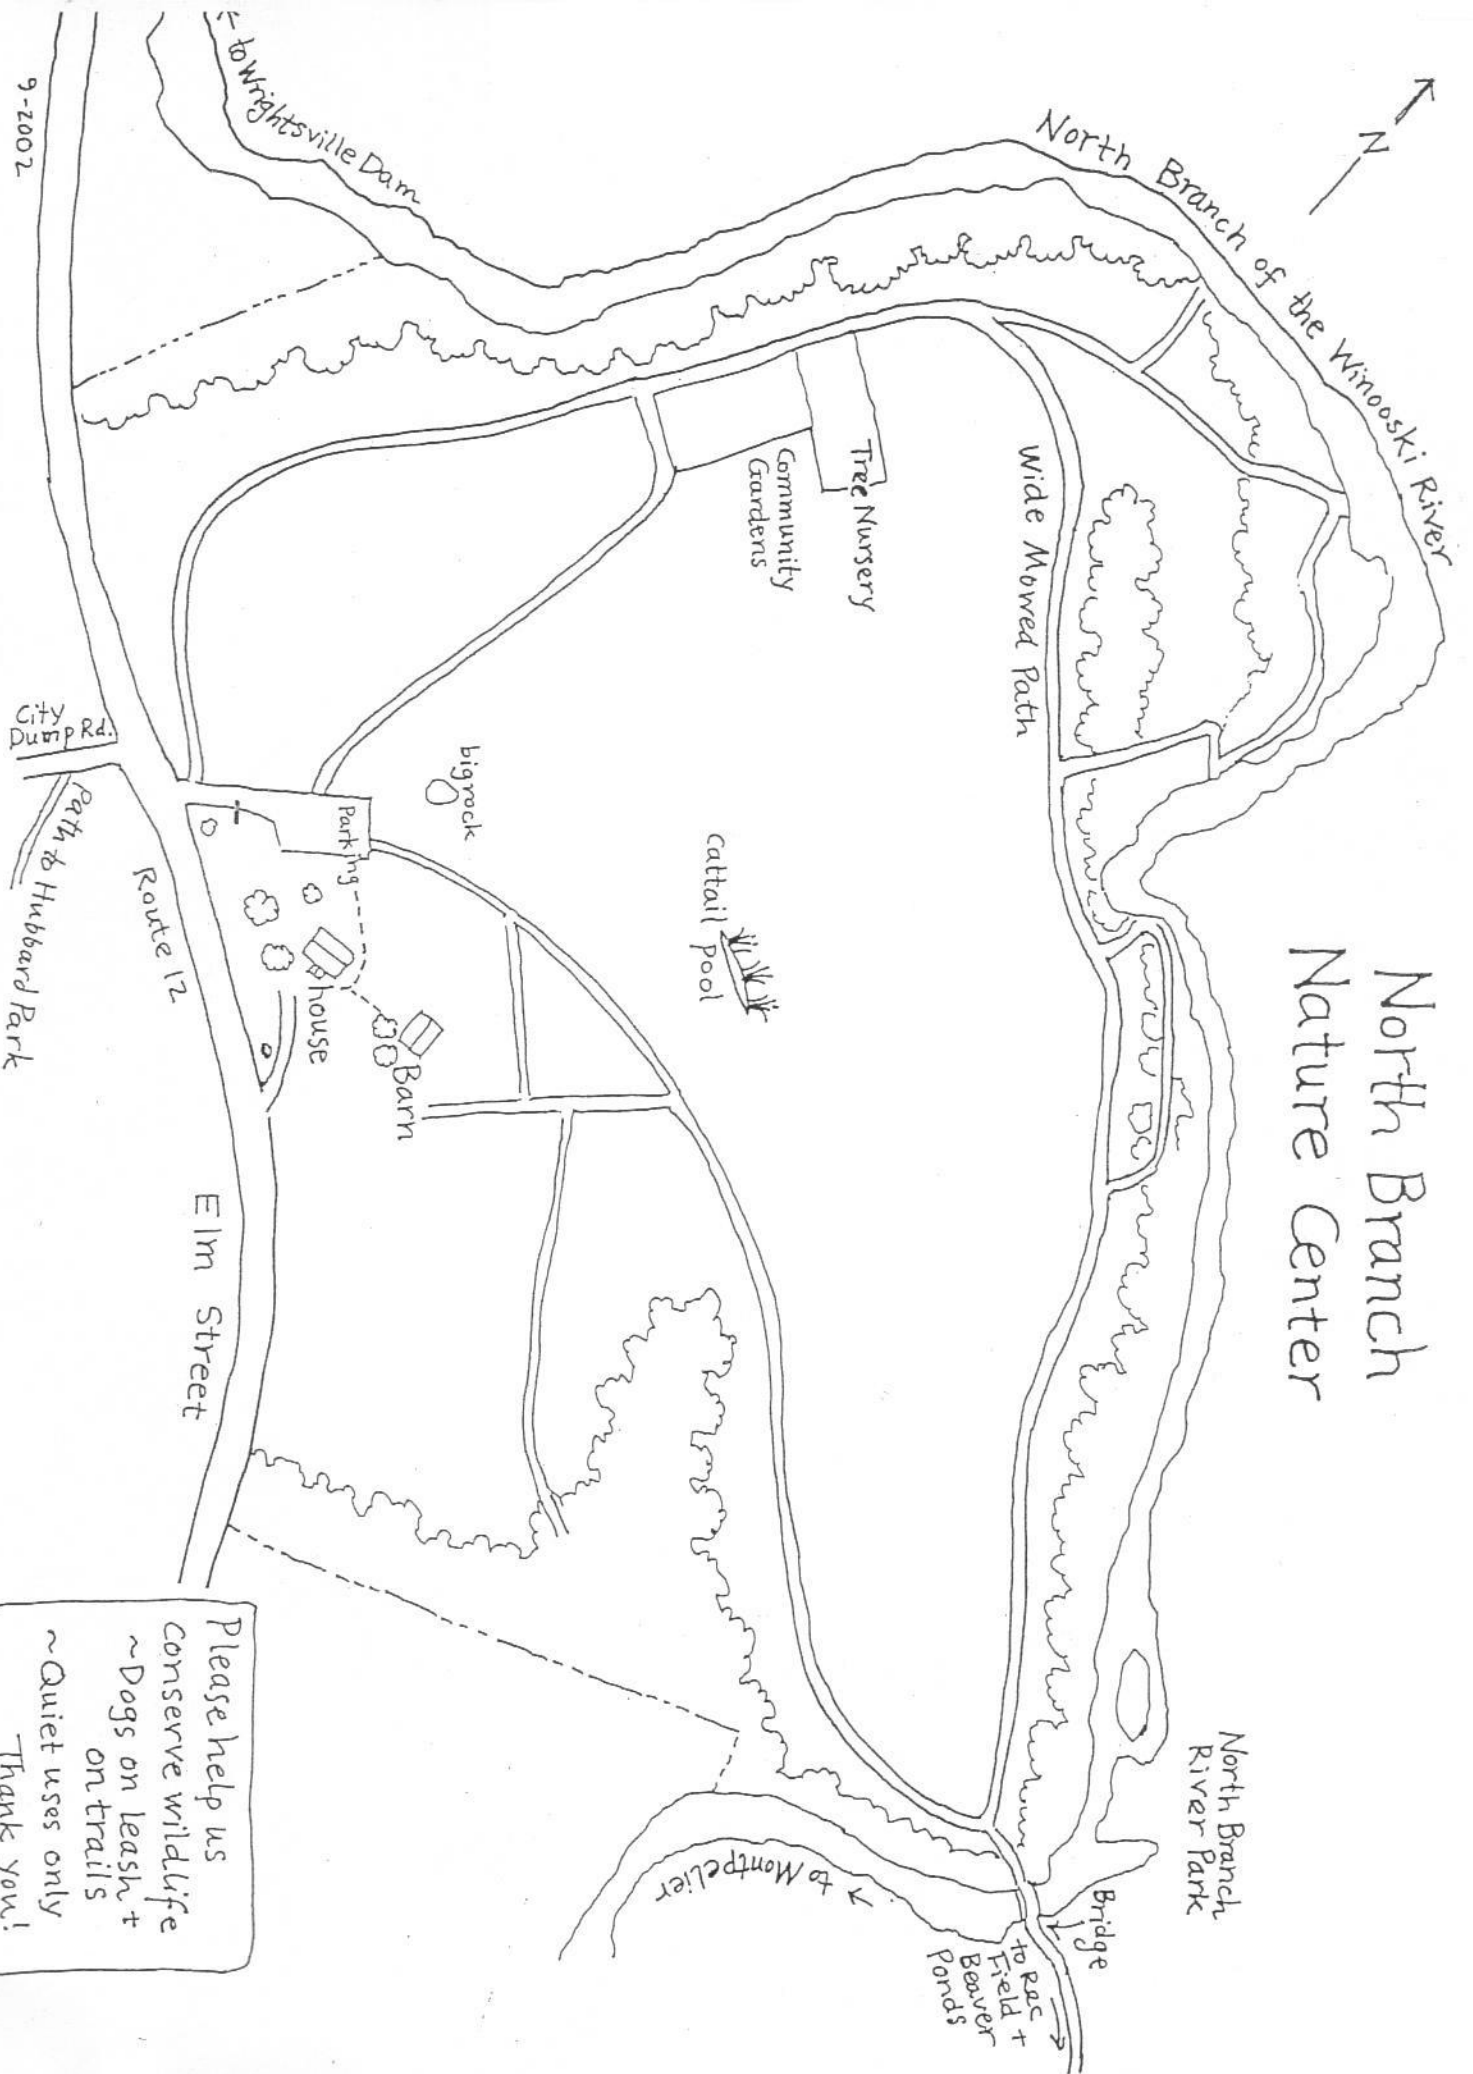 North Branch
Nature Center
N
North Branch of the Winooski River
← to Wrightsville Dam
Wide Mowed Path
Tree Nursery
Community
Gardens
big rock
Cattail Pool
Parking
house
Barn
City
Dump Rd.
Path to Hubbard Park
Route 12
Elm Street
North Branch
River Park
Bridge
to Rec
Field +
Beaver
Ponds
to Montpelier
9-2002
Please help us
conserve wildlife
~Dogs on leash +
on trails
~Quiet uses only
Thank you!